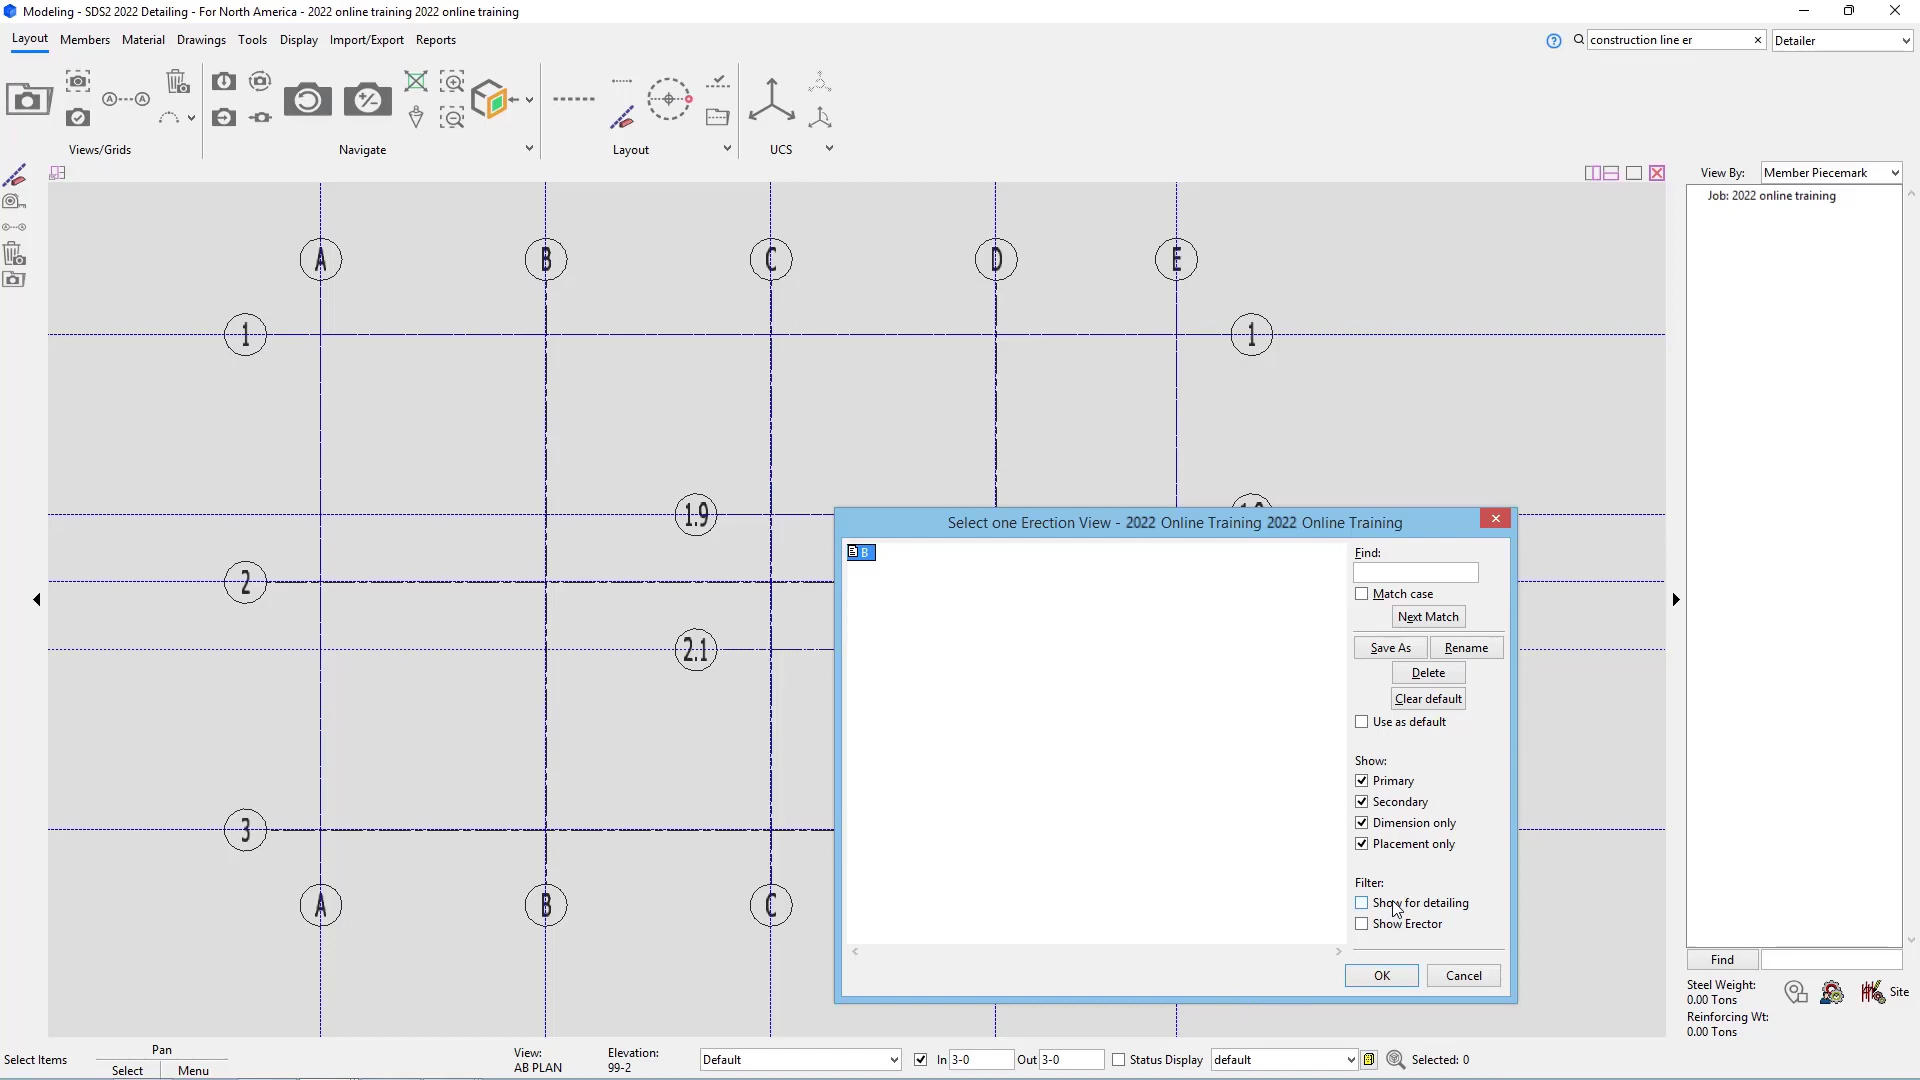 Modeling - SDS2 2022 Detailing - For North America - 2022 online training 2022 online training
Layout Members Material Drawings Tools Display Import/Export Reports
construction line er
Detailer
Views/Grids Navigate Layout UCS
View By: Member Piecemark
Job: 2022 online training
A B C D E
1 1
1.9
2
2.1
3
A B C
Select one Erection View - 2022 Online Training 2022 Online Training
B
Find:
Match case
Next Match
Save As Rename
Delete
Clear default
Use as default
Show:
Primary
Secondary
Dimension only
Placement only
Filter:
Show for detailing
Show Erector
OK Cancel
Find
Steel Weight:
0.00 Tons
Site
Reinforcing Wt:
0.00 Tons
Select Items
Pan
Select Menu
View:
AB PLAN
Elevation:
99-2
Default
In 3-0 Out 3-0 Status Display default Selected: 0